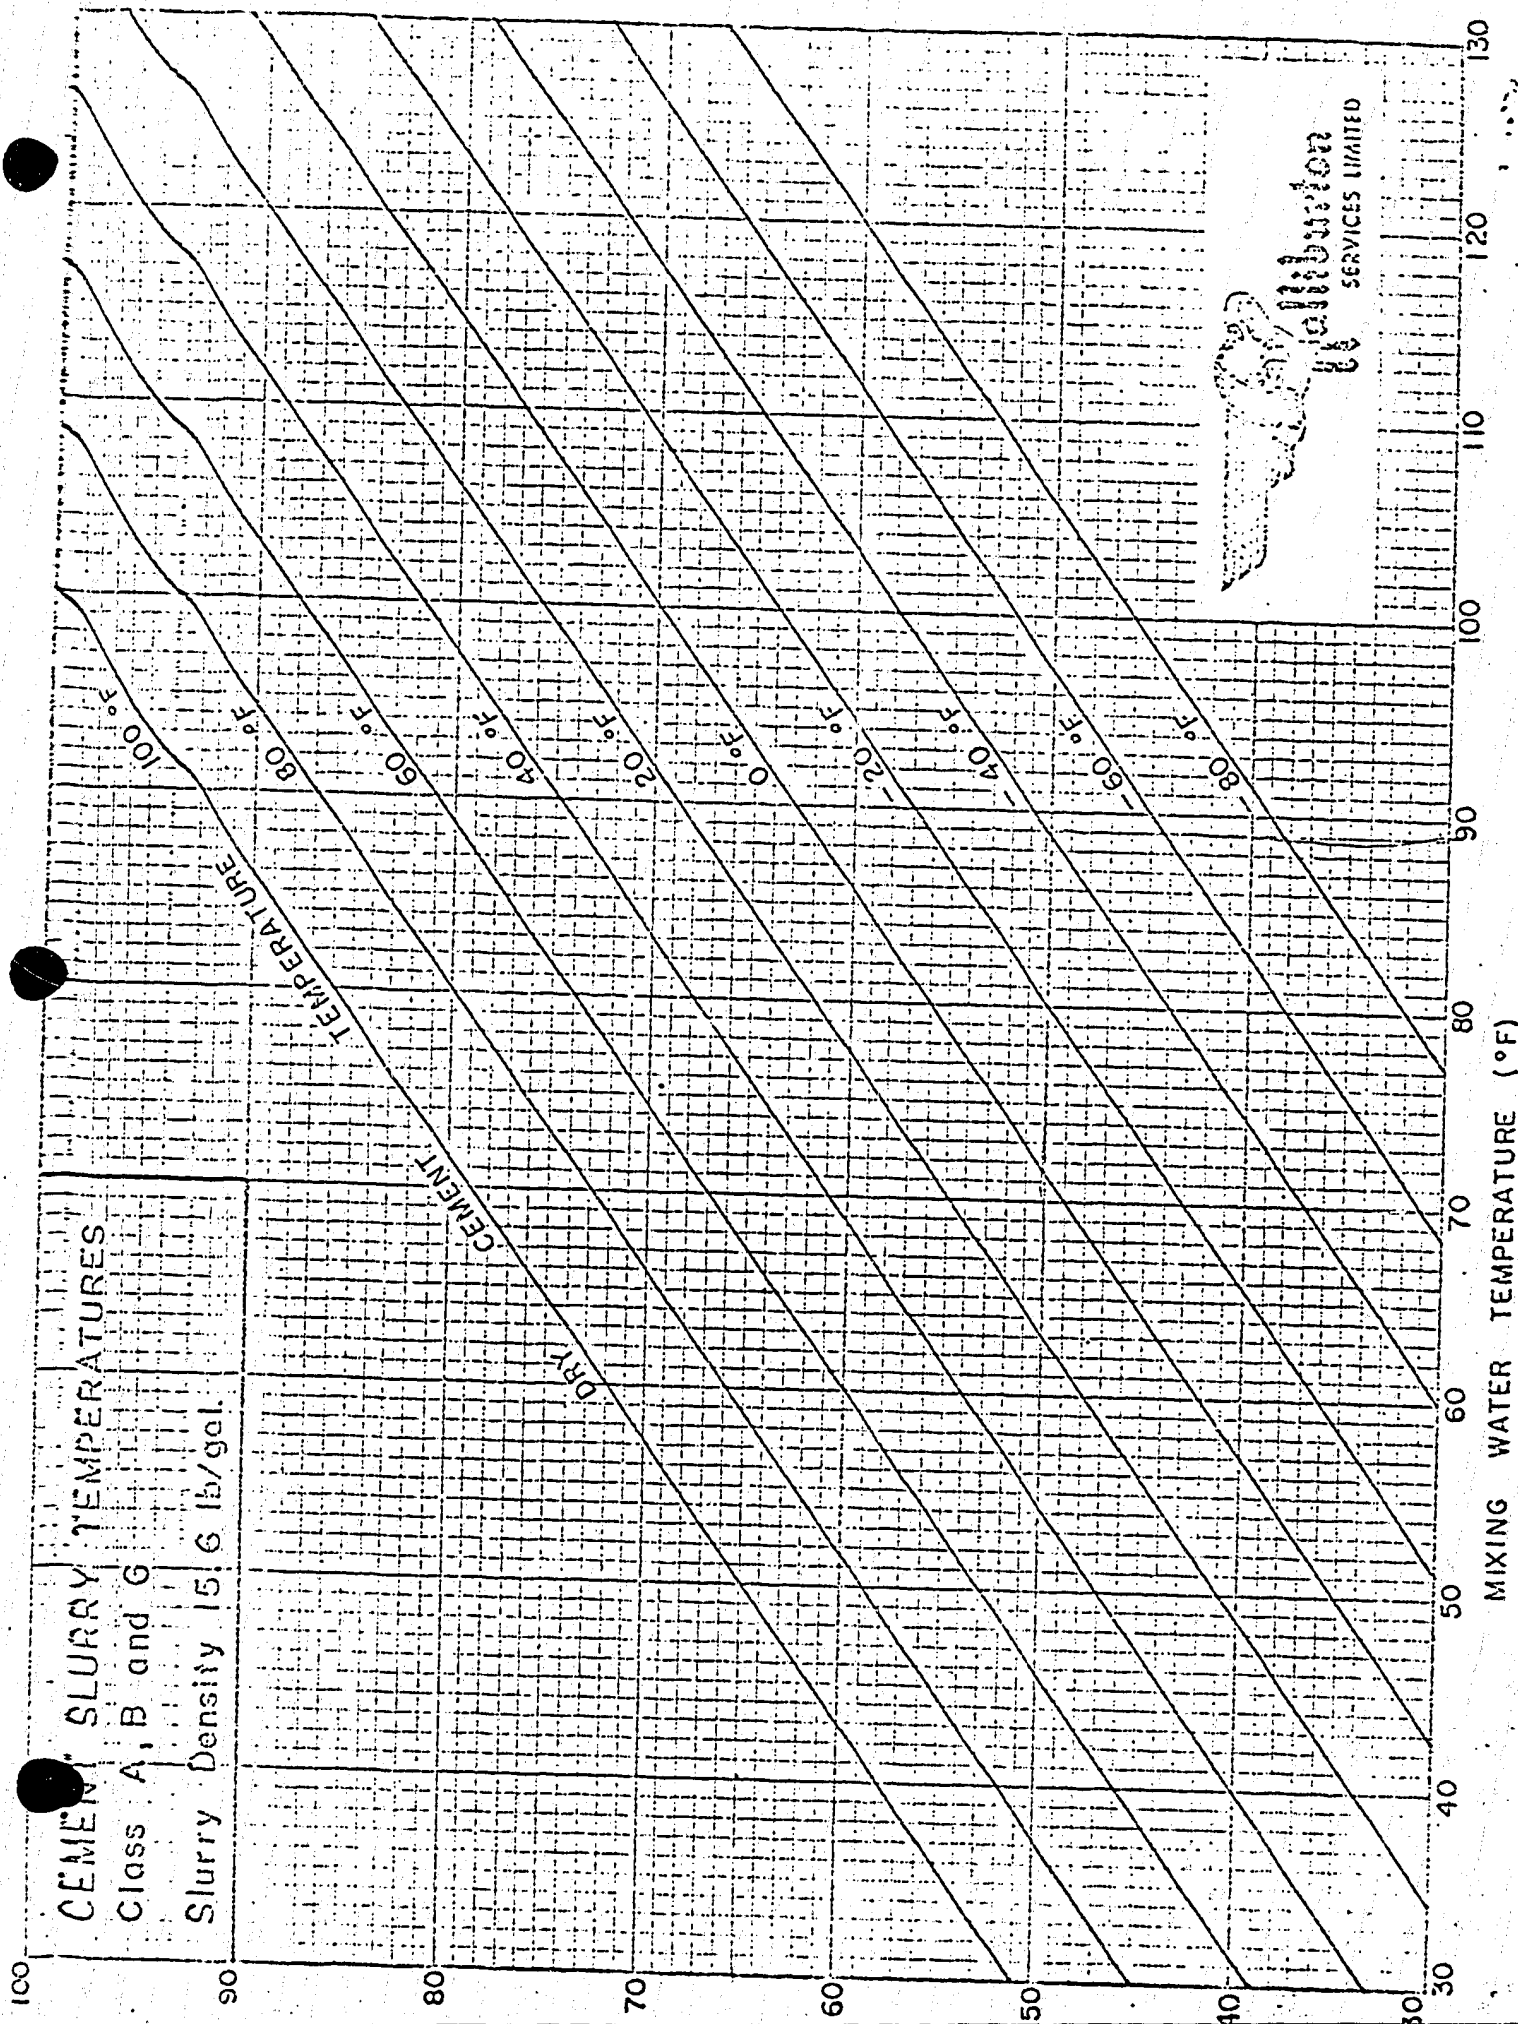 CEMENT SLURRY TEMPERATURES
Class A, B and G
Slurry Density 15.6 lb/gal.
100
90
80
70
60
50
40
30
DRY CEMENT TEMPERATURE
100 °F
80 °F
60 °F
40 °F
20 °F
0 °F
-20 °F
-40 °F
-60 °F
-80 °F
Halliburton
SERVICES LIMITED
30 40 50 60 70 80 90 100 110 120 130
MIXING WATER TEMPERATURE (°F)